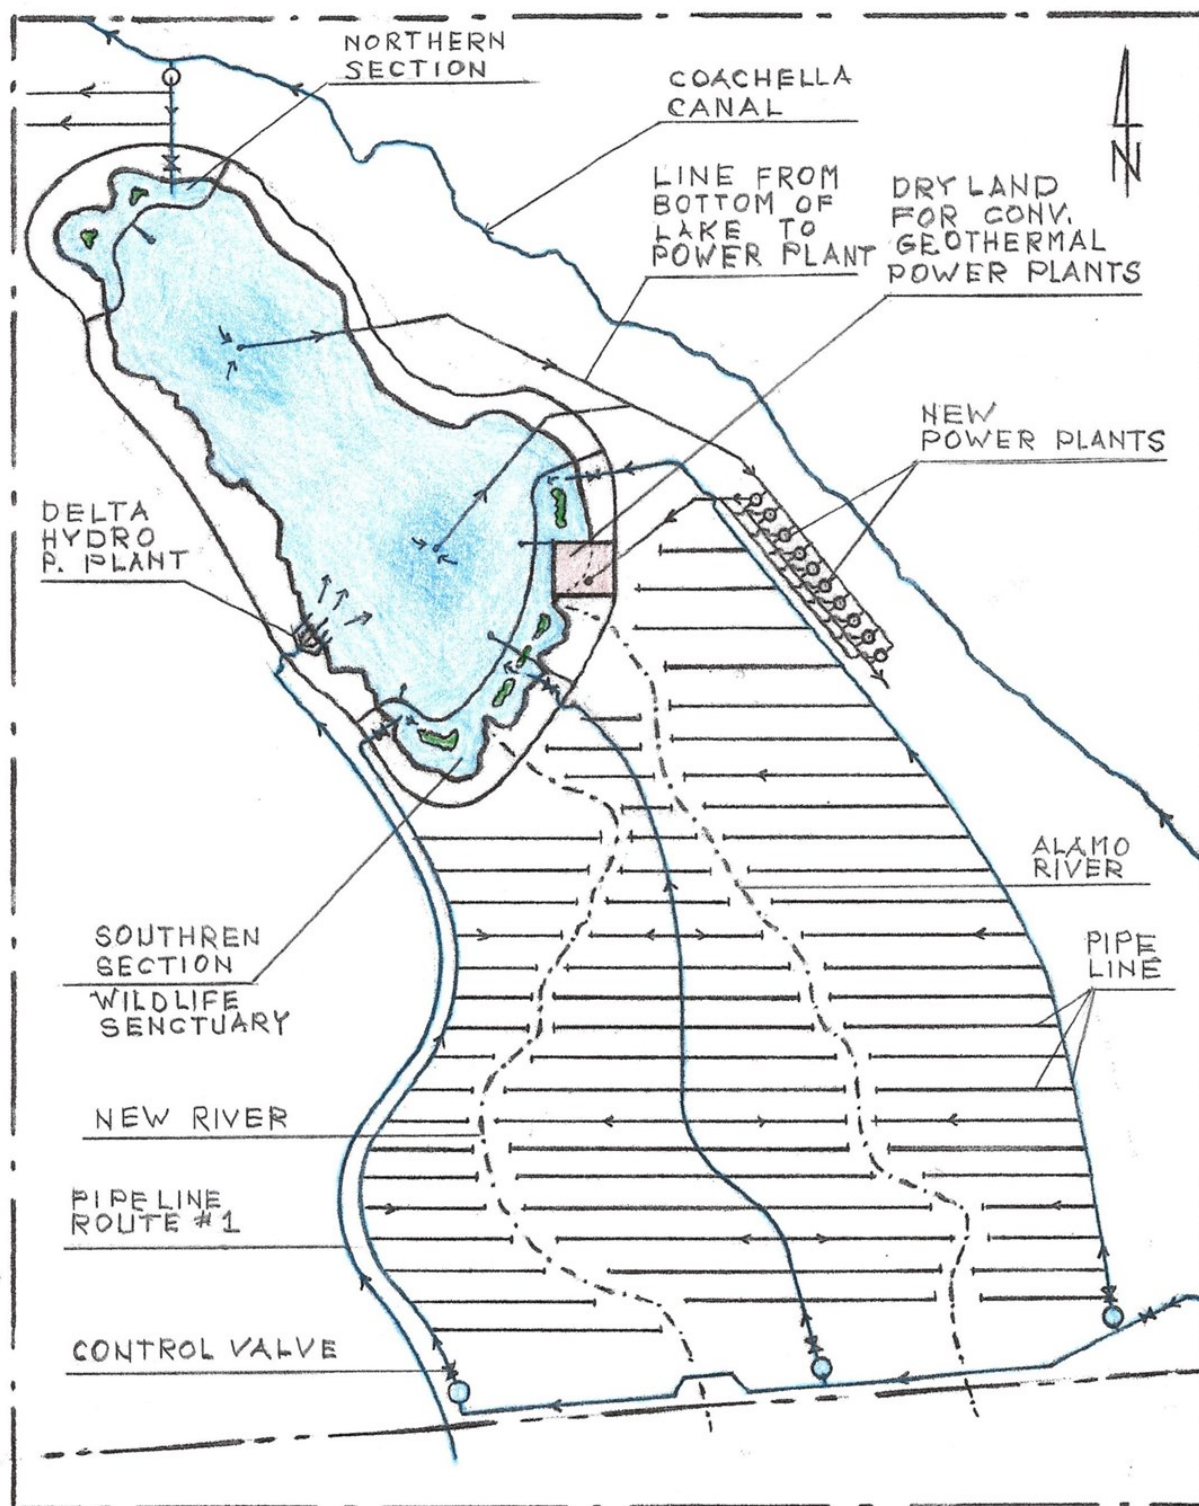 NORTHERN
SECTION
COACHELLA
CANAL
N
LINE FROM
BOTTOM OF
LAKE TO
POWER PLANT
DRY LAND
FOR CONV.
GEOTHERMAL
POWER PLANTS
NEW
POWER PLANTS
DELTA
HYDRO
P. PLANT
ALAMO
RIVER
SOUTHREN
SECTION
WILDLIFE
SENCTUARY
PIPE
LINE
NEW RIVER
PIPELINE
ROUTE #1
CONTROL VALVE